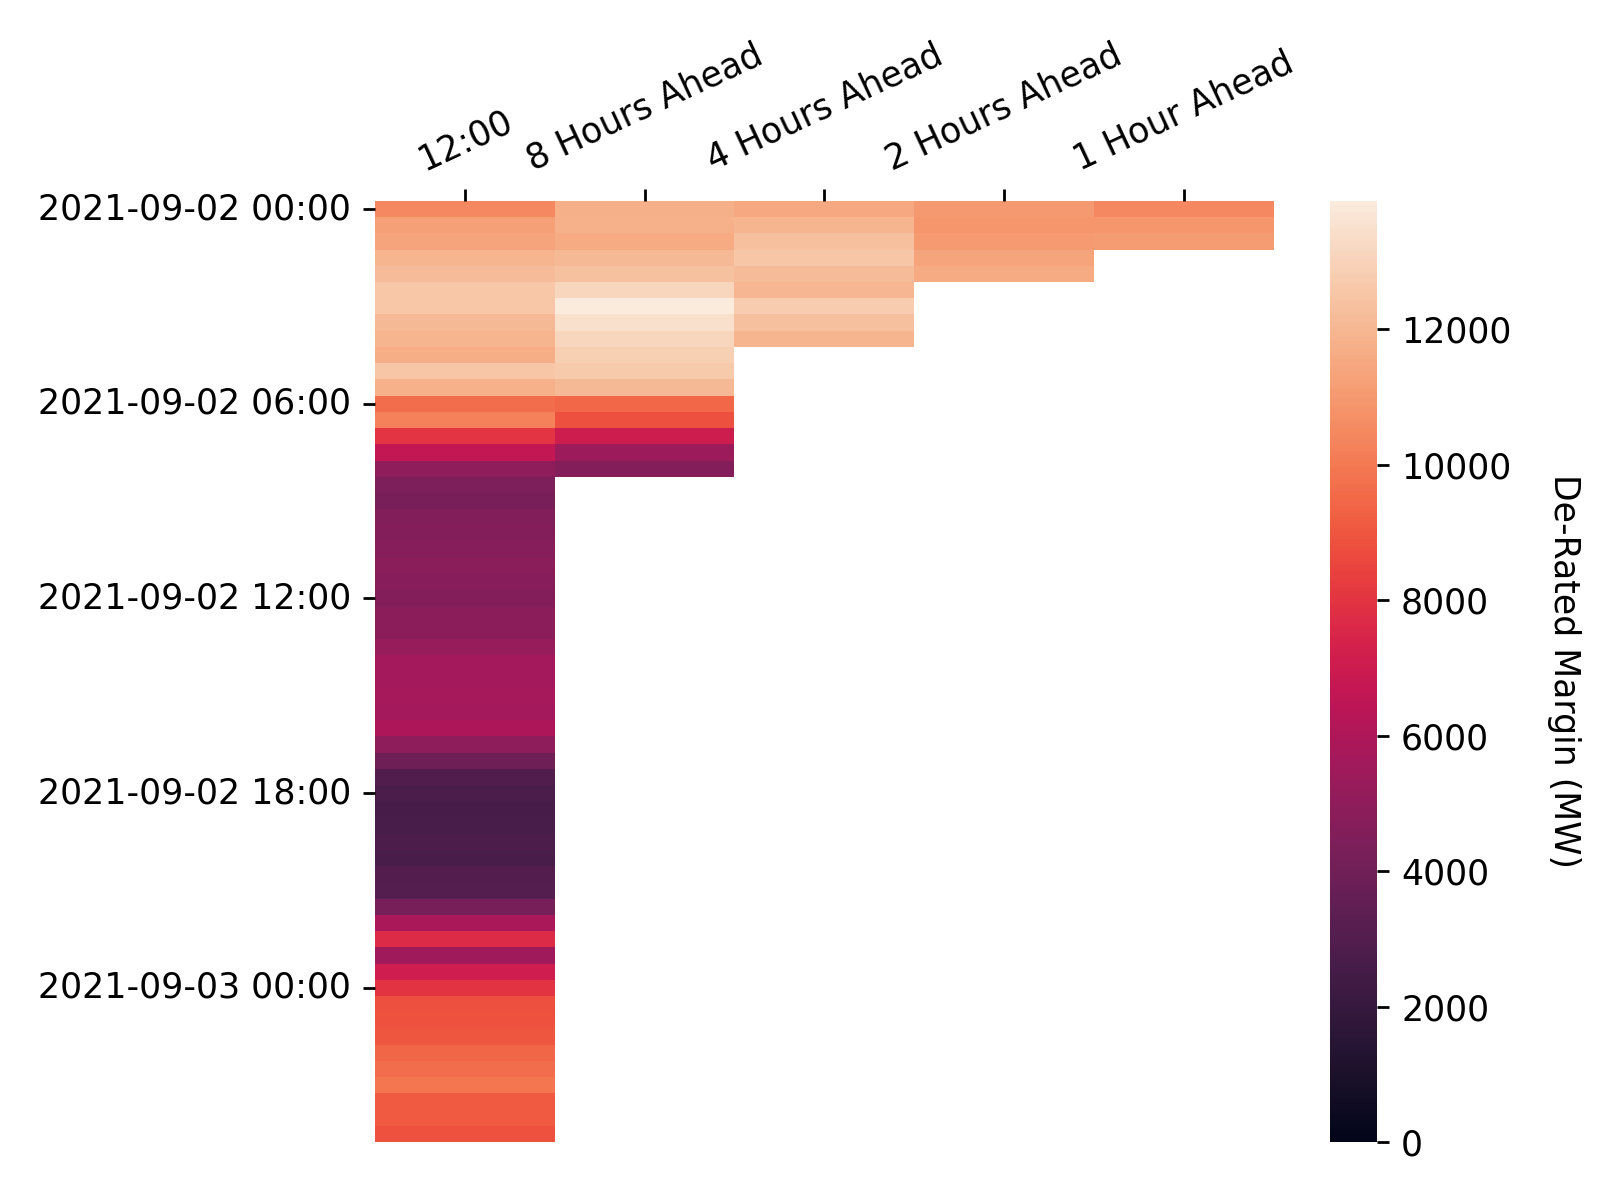 12:00
8 Hours Ahead
4 Hours Ahead
2 Hours Ahead
1 Hour Ahead
2021-09-02 00:00
2021-09-02 06:00
2021-09-02 12:00
2021-09-02 18:00
2021-09-03 00:00
12000
10000
8000
6000
4000
2000
0
De-Rated Margin (MW)